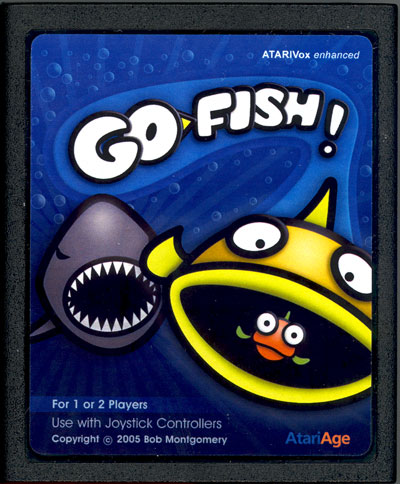 ATARIVox enhanced
GO FISH!
For 1 or 2 Players
Use with Joystick Controllers
Copyright © 2005 Bob Montgomery
AtariAge